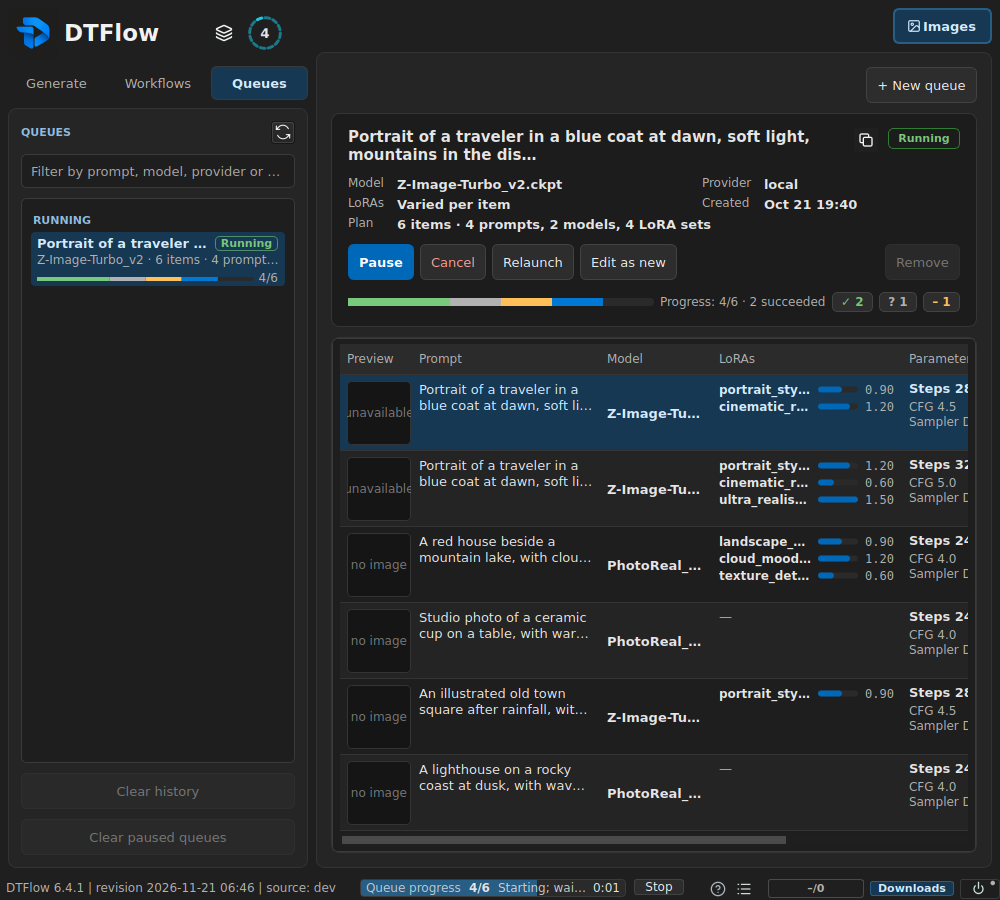 DTFlow
4
Images
Generate
Workflows
Queues
+ New queue
QUEUES
Filter by prompt, model, provider or ...
RUNNING
Portrait of a traveler ...
Running
Z-Image-Turbo_v2 · 6 items · 4 prompt...
4/6
Clear history
Clear paused queues
Portrait of a traveler in a blue coat at dawn, soft light,
mountains in the dis...
Running
Model Z-Image-Turbo_v2.ckpt
Provider local
LoRAs Varied per item
Created Oct 21 19:40
Plan 6 items · 4 prompts, 2 models, 4 LoRA sets
Pause
Cancel
Relaunch
Edit as new
Remove
Progress: 4/6 · 2 succeeded
✓ 2
? 1
– 1
Preview Prompt Model LoRAs Parameter
unavailable
Portrait of a traveler in a
blue coat at dawn, soft li...
Z-Image-Tu...
portrait_sty... 0.90
cinematic_r... 1.20
Steps 28
CFG 4.5
Sampler D
unavailable
Portrait of a traveler in a
blue coat at dawn, soft li...
Z-Image-Tu...
portrait_sty... 1.20
cinematic_r... 0.60
ultra_realis... 1.50
Steps 32
CFG 5.0
Sampler D
no image
A red house beside a
mountain lake, with clou...
PhotoReal_...
landscape_... 0.90
cloud_mood... 1.20
texture_det... 0.60
Steps 24
CFG 4.0
Sampler D
no image
Studio photo of a ceramic
cup on a table, with war...
PhotoReal_...
—
Steps 24
CFG 4.0
Sampler D
no image
An illustrated old town
square after rainfall, wit...
Z-Image-Tu...
portrait_sty... 0.90
Steps 28
CFG 4.5
Sampler D
no image
A lighthouse on a rocky
coast at dusk, with wav...
PhotoReal_...
—
Steps 24
CFG 4.0
Sampler D
DTFlow 6.4.1 | revision 2026-11-21 06:46 | source: dev
Queue progress 4/6 Starting; wai... 0:01
Stop
?
–/0
Downloads